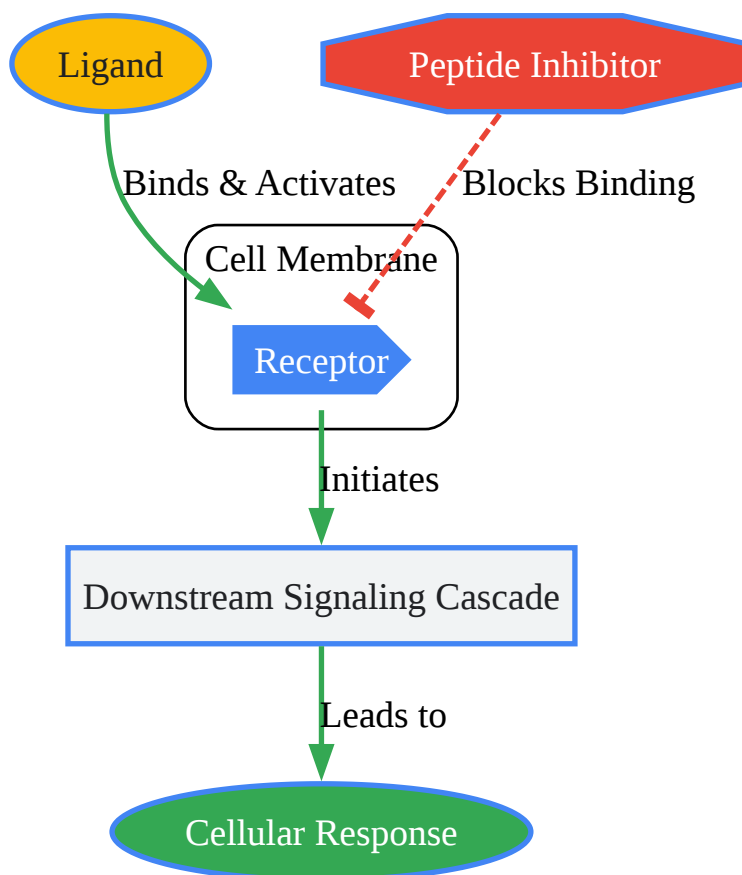 Ligand
Peptide Inhibitor
Binds & Activates
Blocks Binding
Cell Membrane
Receptor
Initiates
Downstream Signaling Cascade
Leads to
Cellular Response